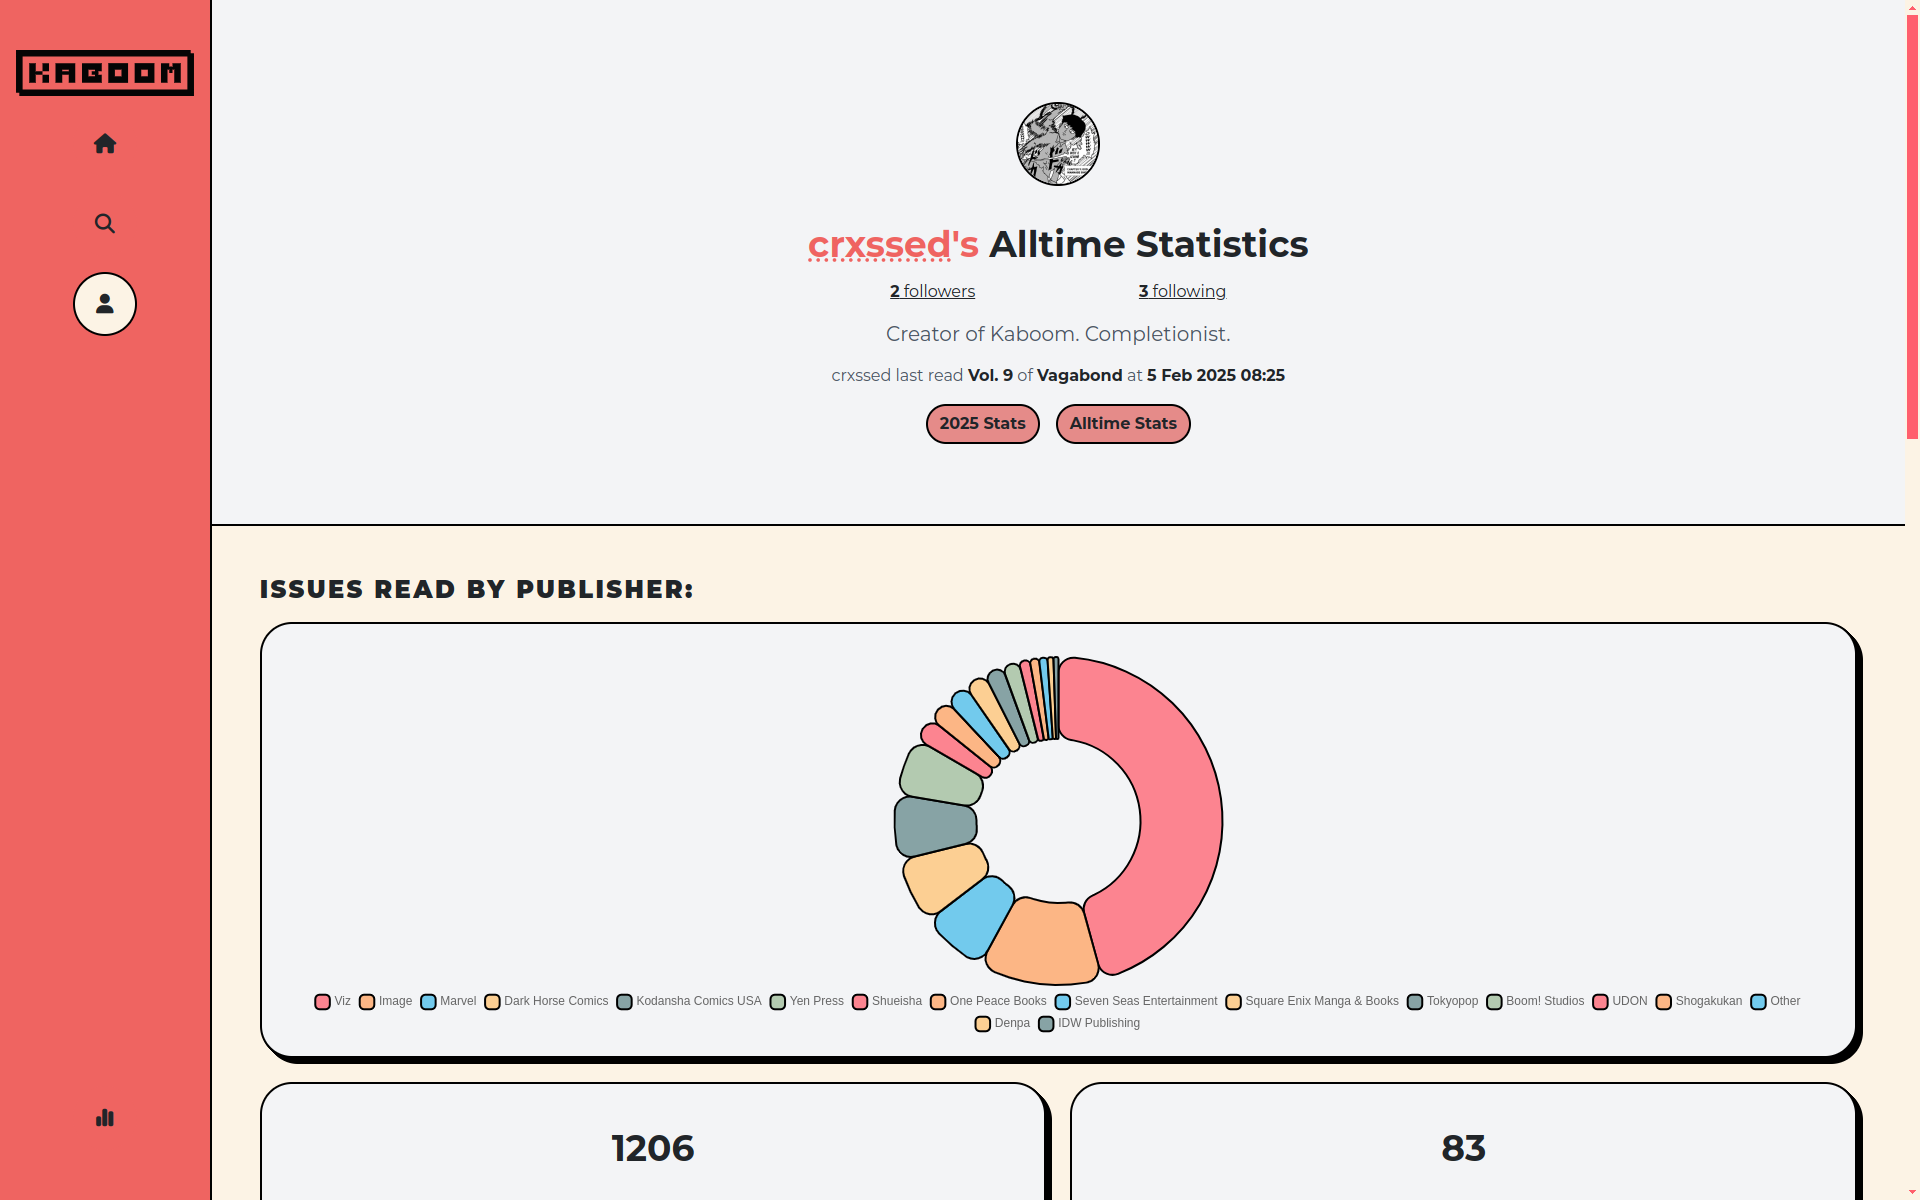 KABOOM
crxssed's Alltime Statistics
2 followers
3 following
Creator of Kaboom. Completionist.
crxssed last read Vol. 9 of Vagabond at 5 Feb 2025 08:25
2025 Stats
Alltime Stats
ISSUES READ BY PUBLISHER:
Viz Image Marvel Dark Horse Comics Kodansha Comics USA Yen Press Shueisha One Peace Books Seven Seas Entertainment Square Enix Manga & Books Tokyopop Boom! Studios UDON Shogakukan Other
Denpa IDW Publishing
1206
83